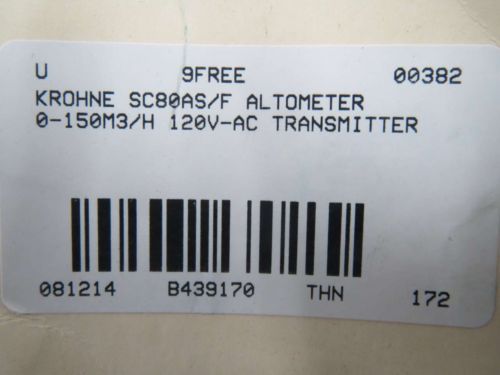 U 9FREE 00382
KROHNE SC80AS/F ALTOMETER
0-150M3/H 120V-AC TRANSMITTER
081214 B439170 THN 172